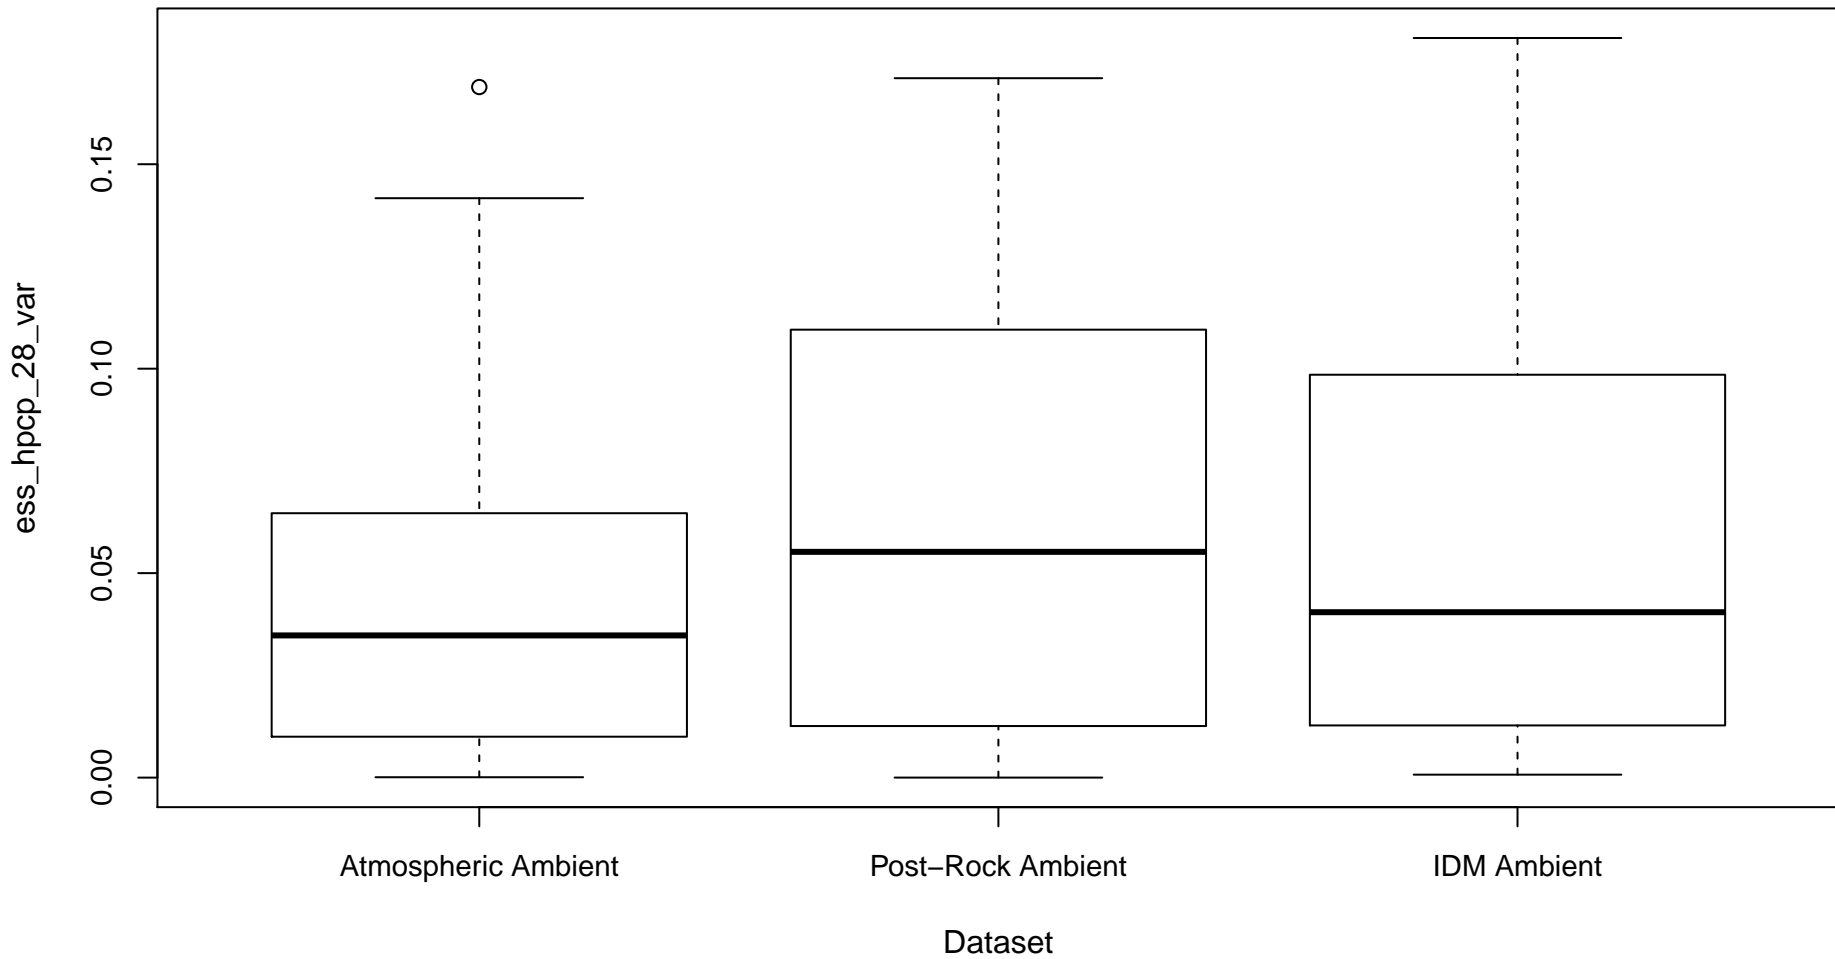 ess_hpcp_28_var
0.15
0.10
0.05
0.00
Atmospheric Ambient
Post−Rock Ambient
IDM Ambient
Dataset